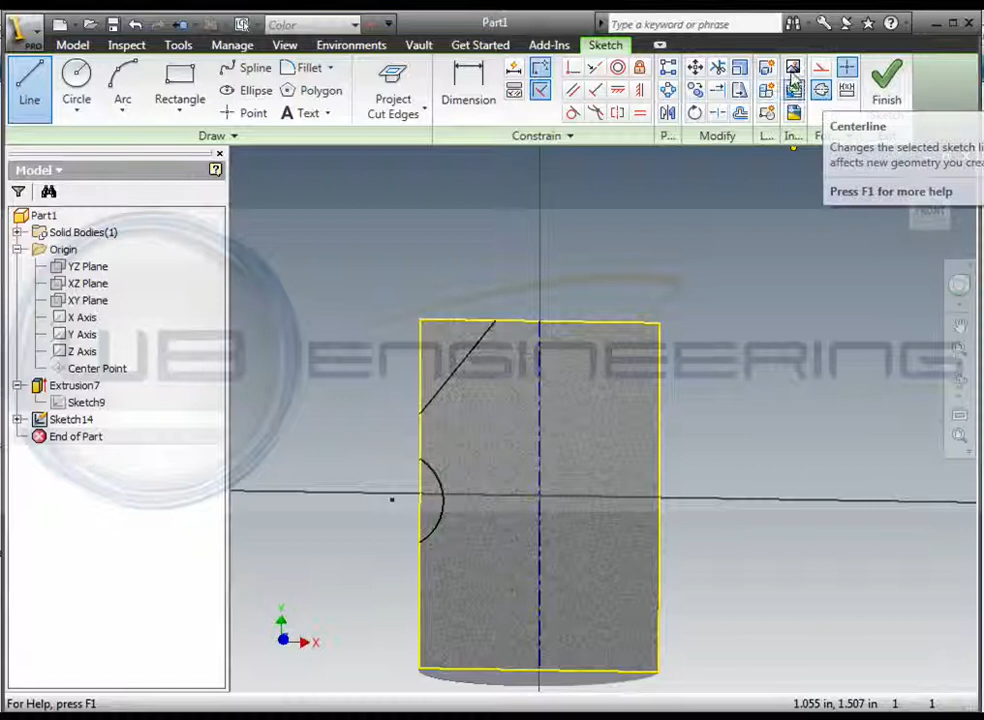 PRO
Color
Part1
Type a keyword or phrase
Model Inspect Tools Manage View Environments Vault Get Started Add-Ins Sketch
Line
Circle
Arc
Rectangle
Spline
Ellipse
Point
Fillet
Polygon
Text
Project
Cut Edges
Dimension
Finish
Draw
Constrain
P...
Modify
L...
In...
Centerline
Changes the selected sketch li
affects new geometry you crea
Press F1 for more help
FRONT
Model
Part1
Solid Bodies(1)
Origin
YZ Plane
XZ Plane
XY Plane
X Axis
Y Axis
Z Axis
Center Point
Extrusion7
Sketch9
Sketch14
End of Part
ENGINEERING
Y
X
For Help, press F1
1.055 in, 1.507 in 1 1